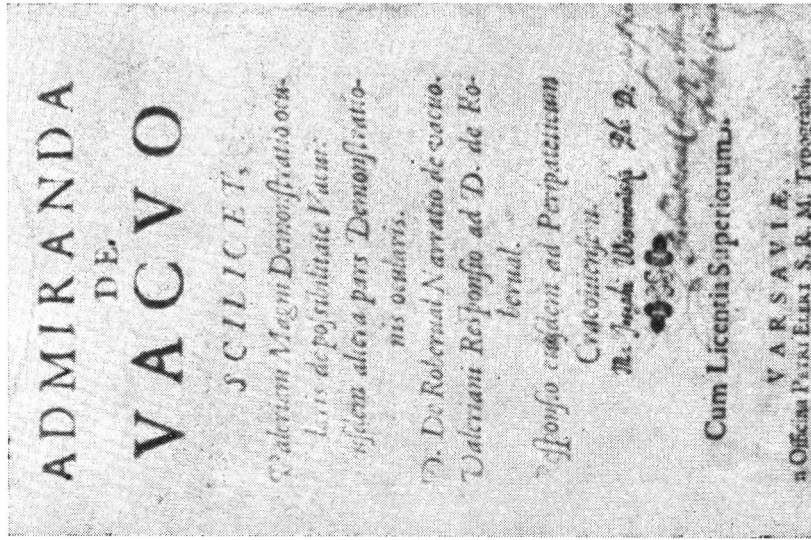 ADMIRANDA
DE
VACVO
SCILICET,
Valeriani Magni Demonstratio ocu-
laris de possibilitate Vacui:
eiusdem altera pars Demonstratio-
nis ocularis.
D. De Roberual Narratio de vacuo.
Valeriani Responsio ad D. de Ro-
berual.
Responsio eiusdem ad Peripateticum
Cracouiensem.
Cum Licentia Superiorum.
VARSAVIÆ,
n Officina Petri Elert S.R.M. Typographi.